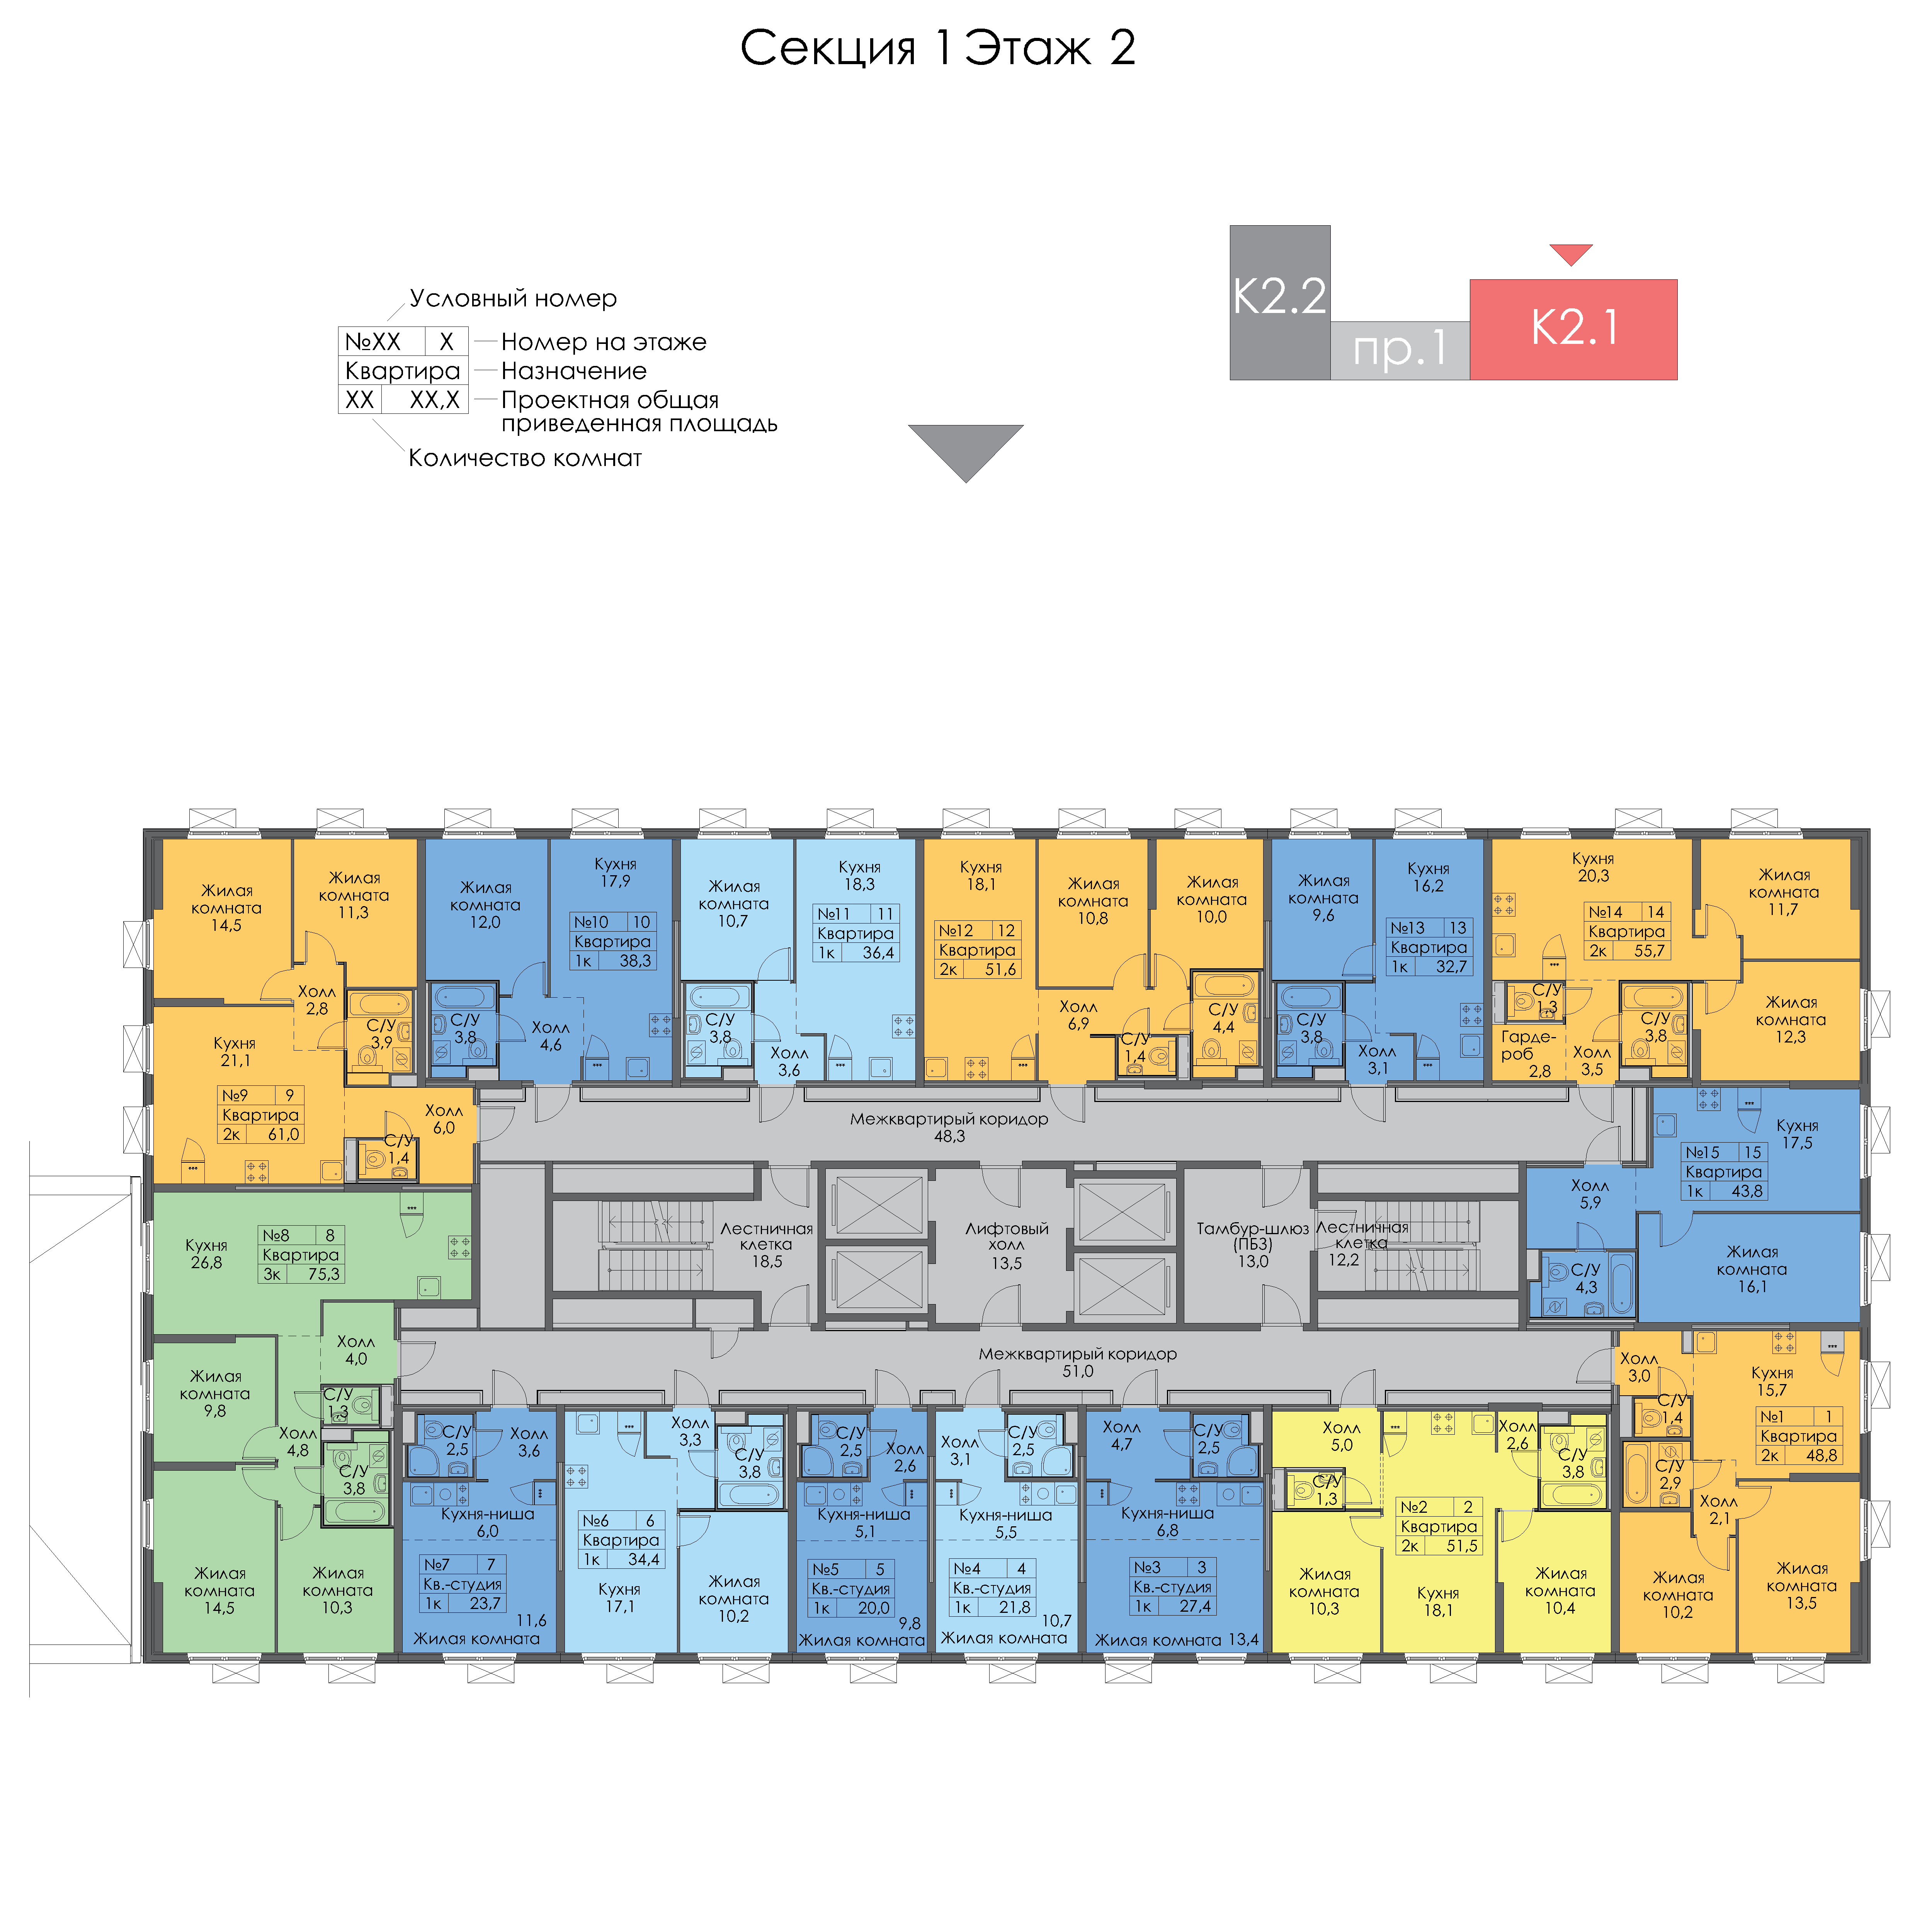 Секция 1 Этаж 2
Условный номер
№XX X
Номер на этаже
Квартира
Назначение
XX XX,X
Проектная общая
приведенная площадь
Количество комнат
К2.2
пр.1
К2.1
Жилая
комната
14,5
Жилая
комната
11,3
Холл
2,8
С/У
3,9
Кухня
21,1
№9 9
Квартира
2к 61,0
Холл
6,0
С/У
1,4
Жилая
комната
12,0
Кухня
17,9
№10 10
Квартира
1к 38,3
С/У
3,8
Холл
4,6
Жилая
комната
10,7
Кухня
18,3
№11 11
Квартира
1к 36,4
С/У
3,8
Холл
3,6
Кухня
18,1
№12 12
Квартира
2к 51,6
Жилая
комната
10,8
Жилая
комната
10,0
Холл
6,9
С/У
1,4
С/У
4,4
Жилая
комната
9,6
Кухня
16,2
№13 13
Квартира
1к 32,7
С/У
3,8
Холл
3,1
Кухня
20,3
№14 14
Квартира
2к 55,7
Жилая
комната
11,7
Жилая
комната
12,3
С/У
1,3
Гарде-
роб
2,8
Холл
3,5
С/У
3,8
Межквартирый коридор
48,3
Кухня
17,5
№15 15
Квартира
1к 43,8
Холл
5,9
С/У
4,3
Жилая
комната
16,1
Лестничная
клетка
18,5
Лифтовый
холл
13,5
Тамбур-шлюз
(ПБЗ)
13,0
Лестничная
клетка
12,2
Кухня
26,8
№8 8
Квартира
3к 75,3
Холл
4,0
Жилая
комната
9,8
С/У
1,3
Холл
4,8
С/У
3,8
Жилая
комната
14,5
Жилая
комната
10,3
Межквартирый коридор
51,0
С/У
2,5
Холл
3,6
Кухня-ниша
6,0
№7 7
Кв.-студия
1к 23,7
11,6
Жилая комната
Холл
3,3
С/У
3,8
№6 6
Квартира
1к 34,4
Кухня
17,1
Жилая
комната
10,2
С/У
2,5
Холл
2,6
Кухня-ниша
5,1
№5 5
Кв.-студия
1к 20,0
9,8
Жилая комната
Холл
3,1
С/У
2,5
Кухня-ниша
5,5
№4 4
Кв.-студия
1к 21,8
10,7
Жилая комната
Холл
4,7
С/У
2,5
Кухня-ниша
6,8
№3 3
Кв.-студия
1к 27,4
Жилая комната 13,4
Холл
5,0
С/У
1,3
Холл
2,6
С/У
3,8
№2 2
Квартира
2к 51,5
Жилая
комната
10,3
Кухня
18,1
Жилая
комната
10,4
Холл
3,0
Кухня
15,7
С/У
1,4
№1 1
Квартира
2к 48,8
С/У
2,9
Холл
2,1
Жилая
комната
10,2
Жилая
комната
13,5